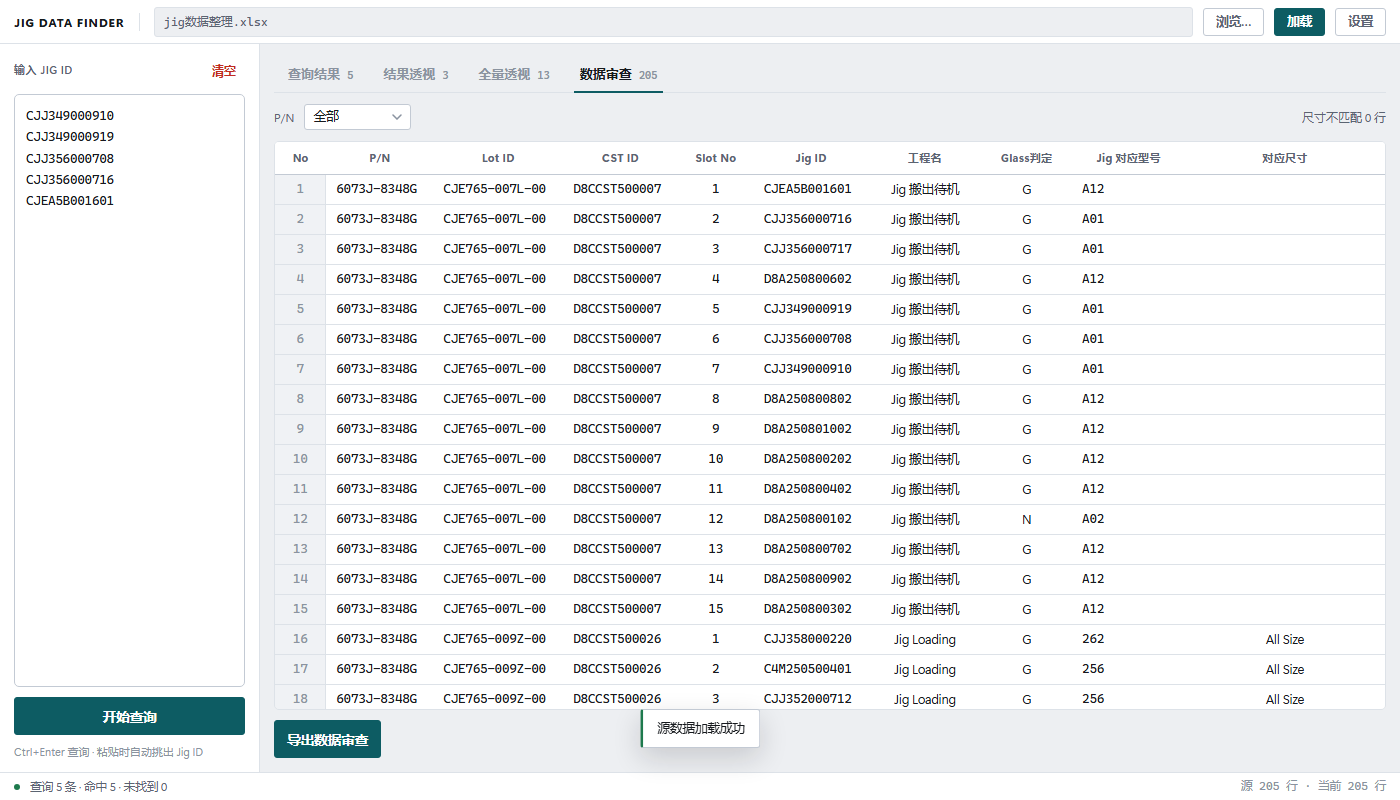 JIG DATA FINDER jig数据整理.xlsx 浏览... 加载 设置
输入 JIG ID 清空
CJJ349000910
CJJ349000919
CJJ356000708
CJJ356000716
CJEA5B001601
开始查询
Ctrl+Enter 查询 · 粘贴时自动挑出 Jig ID
查询结果 5 结果透视 3 全量透视 13 数据审查 205
P/N 全部 尺寸不匹配 0 行
No P/N Lot ID CST ID Slot No Jig ID 工程名 Glass判定 Jig 对应型号 对应尺寸
1 6073J-8348G CJE765-007L-00 D8CCST500007 1 CJEA5B001601 Jig 搬出待机 G A12
2 6073J-8348G CJE765-007L-00 D8CCST500007 2 CJJ356000716 Jig 搬出待机 G A01
3 6073J-8348G CJE765-007L-00 D8CCST500007 3 CJJ356000717 Jig 搬出待机 G A01
4 6073J-8348G CJE765-007L-00 D8CCST500007 4 D8A250800602 Jig 搬出待机 G A12
5 6073J-8348G CJE765-007L-00 D8CCST500007 5 CJJ349000919 Jig 搬出待机 G A01
6 6073J-8348G CJE765-007L-00 D8CCST500007 6 CJJ356000708 Jig 搬出待机 G A01
7 6073J-8348G CJE765-007L-00 D8CCST500007 7 CJJ349000910 Jig 搬出待机 G A01
8 6073J-8348G CJE765-007L-00 D8CCST500007 8 D8A250800802 Jig 搬出待机 G A12
9 6073J-8348G CJE765-007L-00 D8CCST500007 9 D8A250801002 Jig 搬出待机 G A12
10 6073J-8348G CJE765-007L-00 D8CCST500007 10 D8A250800202 Jig 搬出待机 G A12
11 6073J-8348G CJE765-007L-00 D8CCST500007 11 D8A250800402 Jig 搬出待机 G A12
12 6073J-8348G CJE765-007L-00 D8CCST500007 12 D8A250800102 Jig 搬出待机 N A02
13 6073J-8348G CJE765-007L-00 D8CCST500007 13 D8A250800702 Jig 搬出待机 G A12
14 6073J-8348G CJE765-007L-00 D8CCST500007 14 D8A250800902 Jig 搬出待机 G A12
15 6073J-8348G CJE765-007L-00 D8CCST500007 15 D8A250800302 Jig 搬出待机 G A12
16 6073J-8348G CJE765-009Z-00 D8CCST500026 1 CJJ358000220 Jig Loading G 262 All Size
17 6073J-8348G CJE765-009Z-00 D8CCST500026 2 C4M250500401 Jig Loading G 256 All Size
18 6073J-8348G CJE765-009Z-00 D8CCST500026 3 CJJ352000712 Jig Loading G 256 All Size
导出数据审查
源数据加载成功
查询 5 条 · 命中 5 · 未找到 0 源 205 行 · 当前 205 行